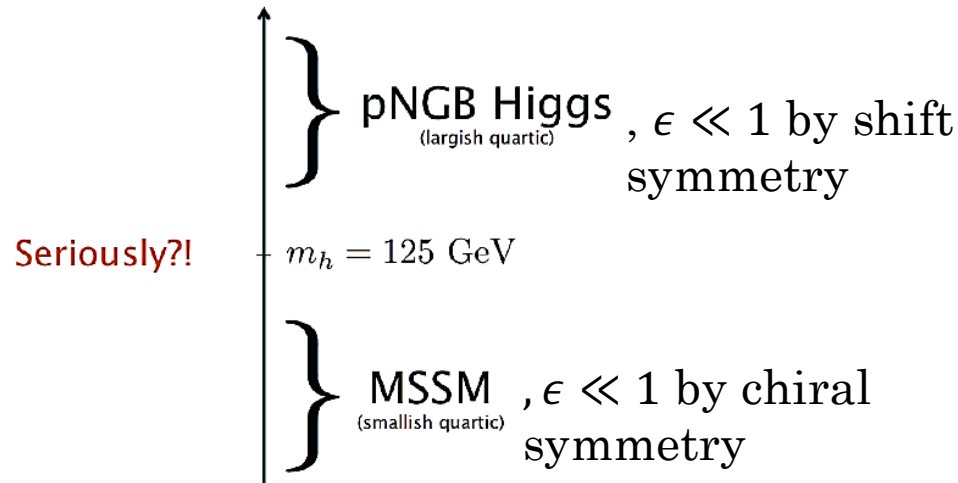 pNGB Higgs
(largish quartic)
, ϵ ≪ 1 by shift
symmetry
Seriously?!
m_h = 125 GeV
MSSM
(smallish quartic)
, ϵ ≪ 1 by chiral
symmetry